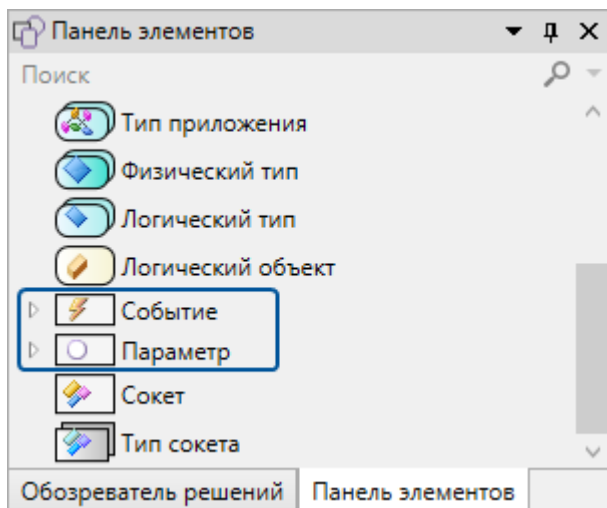 Панель элементов
Поиск
Тип приложения
Физический тип
Логический тип
Логический объект
Событие
Параметр
Сокет
Тип сокета
Обозреватель решений Панель элементов